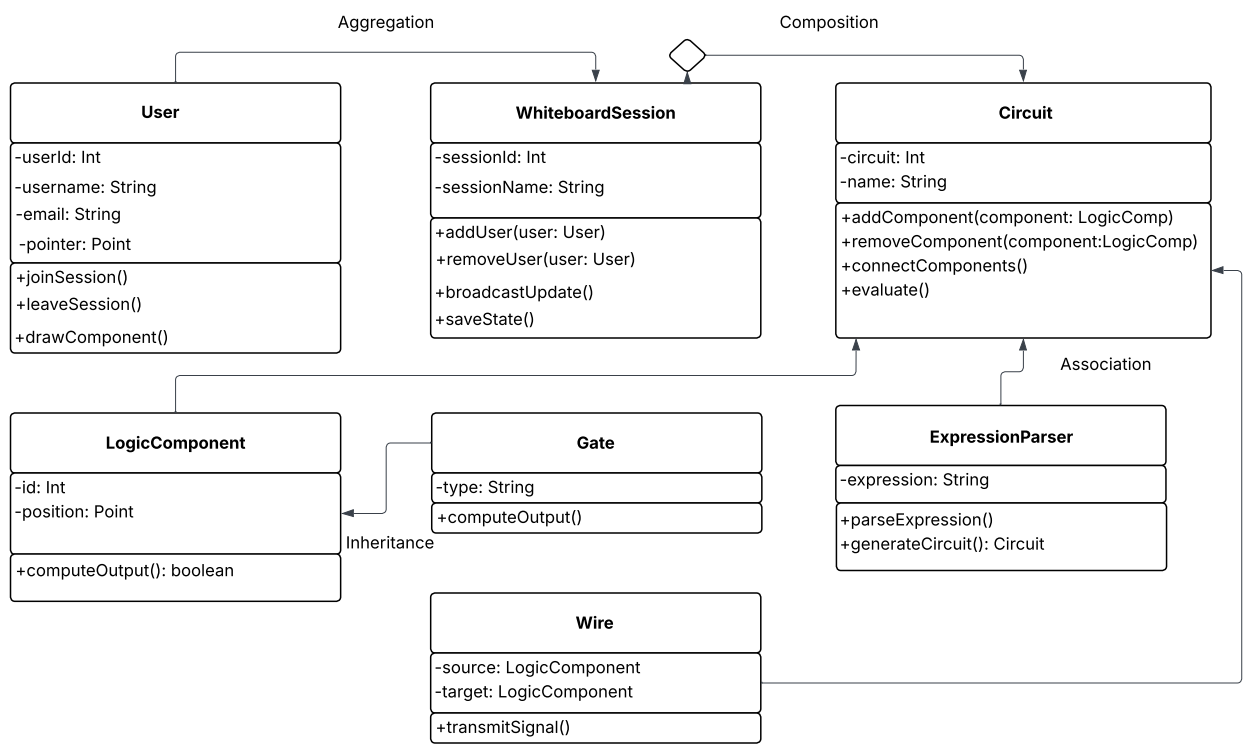 Aggregation
Composition
User
-userId: Int
-username: String
-email: String
-pointer: Point
+joinSession()
+leaveSession()
+drawComponent()
WhiteboardSession
-sessionId: Int
-sessionName: String
+addUser(user: User)
+removeUser(user: User)
+broadcastUpdate()
+saveState()
Circuit
-circuit: Int
-name: String
+addComponent(component: LogicComp)
+removeComponent(component:LogicComp)
+connectComponents()
+evaluate()
Association
LogicComponent
-id: Int
-position: Point
+computeOutput(): boolean
Inheritance
Gate
-type: String
+computeOutput()
ExpressionParser
-expression: String
+parseExpression()
+generateCircuit(): Circuit
Wire
-source: LogicComponent
-target: LogicComponent
+transmitSignal()